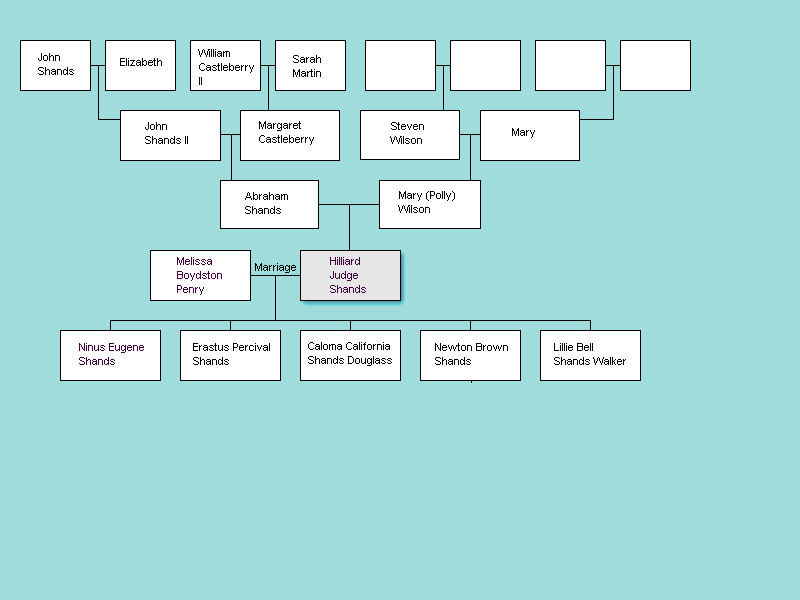 John
Shands
Elizabeth
William
Castleberry
II
Sarah
Martin
John
Shands II
Margaret
Castleberry
Steven
Wilson
Mary
Abraham
Shands
Mary (Polly)
Wilson
Melissa
Boydston
Penry
Marriage
Hilliard
Judge
Shands
Ninus Eugene
Shands
Erastus Percival
Shands
Caloma California
Shands Douglass
Newton Brown
Shands
Lillie Bell
Shands Walker